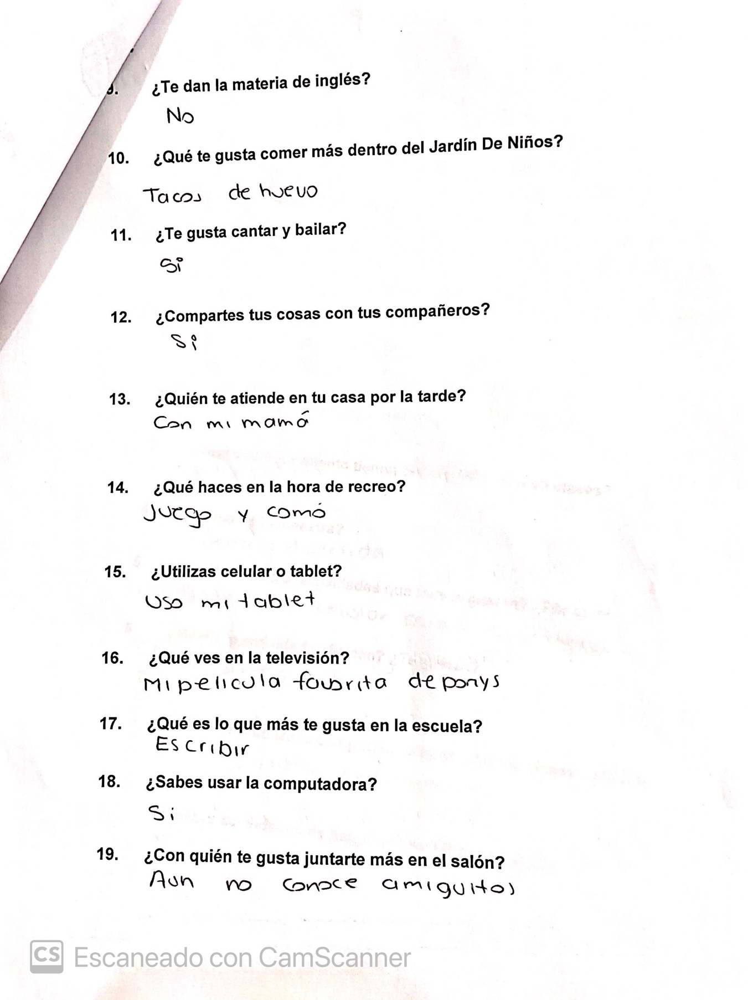 9. ¿Te dan la materia de inglés?
No
10. ¿Qué te gusta comer más dentro del Jardín De Niños?
Tacos de huevo
11. ¿Te gusta cantar y bailar?
Si
12. ¿Compartes tus cosas con tus compañeros?
Si
13. ¿Quién te atiende en tu casa por la tarde?
Con mi mamá
14. ¿Qué haces en la hora de recreo?
Juego y comó
15. ¿Utilizas celular o tablet?
Uso mi tablet
16. ¿Qué ves en la televisión?
Mi pelicula favorita de ponys
17. ¿Qué es lo que más te gusta en la escuela?
Escribir
18. ¿Sabes usar la computadora?
Si
19. ¿Con quién te gusta juntarte más en el salón?
Aun no conoce amiguitos
CS Escaneado con CamScanner